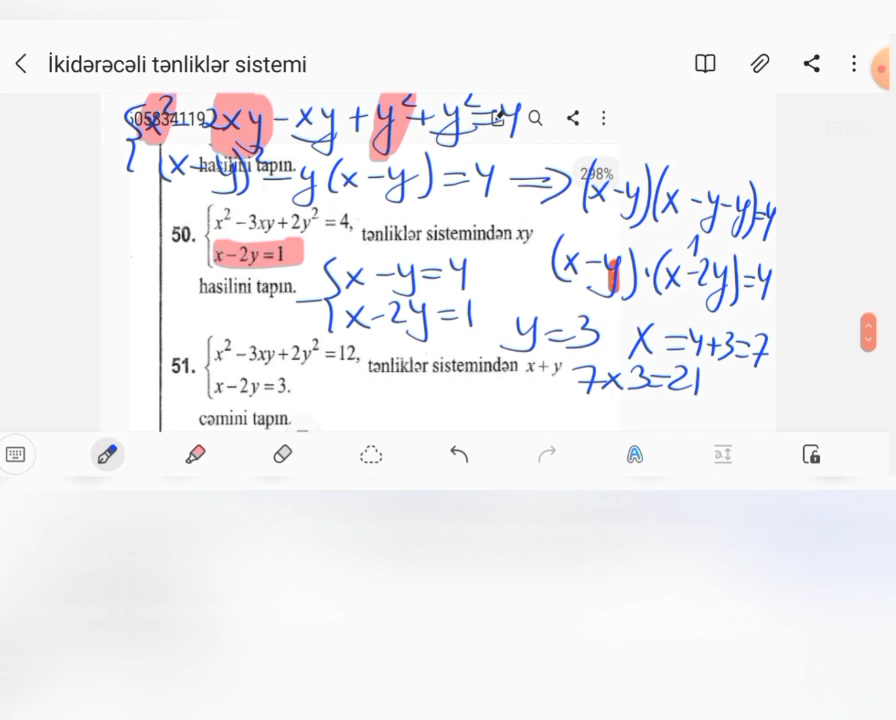 İkidərəcəli tənliklər sistemi
x² - 2xy - xy + y² + y² = 4
hasilini tapın.
298%
(x - y)² - y(x - y) = 4 ⇒ (x - y)(x - y - y) = 4
50. { x² - 3xy + 2y² = 4,
x - 2y = 1
tənliklər sistemindən xy
hasilini tapın.
(x - y)·(x - 2y) = 4
1
{ x - y = 4
x - 2y = 1
y = 3 x = 4 + 3 = 7
7 x 3 = 21
51. { x² - 3xy + 2y² = 12,
x - 2y = 3.
tənliklər sistemindən x + y
cəmini tapın.